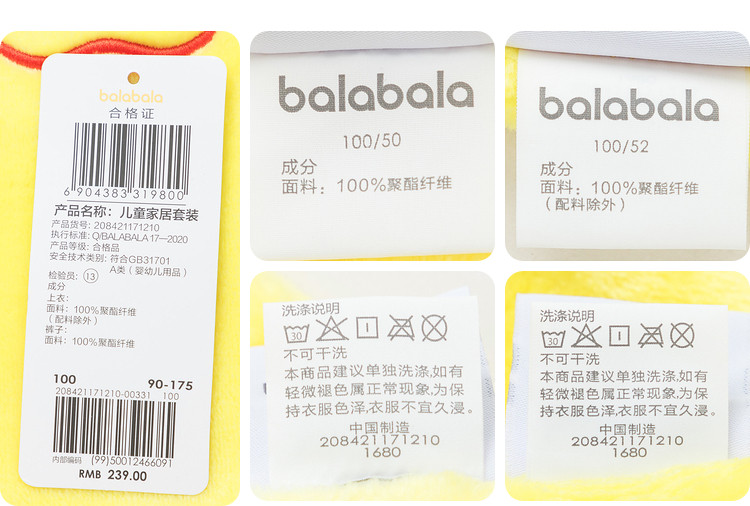 balabala
合格证
6 904383 319800
产品名称：儿童家居套装
产品货号：208421171210
执行标准：Q/BALABALA 17—2020
产品等级：合格品
安全技术类别：符合GB31701
A类（婴幼儿用品）
检验员：⑬
成分
上衣：
面料：100%聚酯纤维
（配料除外）
裤子：
面料：100%聚酯纤维
100 90-175
208421171210-00331 100
内部编码 (99)50012466091
RMB 239.00
balabala
100/50
成分
面料：100%聚酯纤维
balabala
100/52
成分
面料：100%聚酯纤维
（配料除外）
洗涤说明
30
不可干洗
本商品建议单独洗涤,如有
轻微褪色属正常现象,为保
持衣服色泽,衣服不宜久浸。
中国制造
208421171210
1680
洗涤说明
30
不可干洗
本商品建议单独洗涤,如有
轻微褪色属正常现象,为保
持衣服色泽,衣服不宜久浸。
中国制造
208421171210
1680